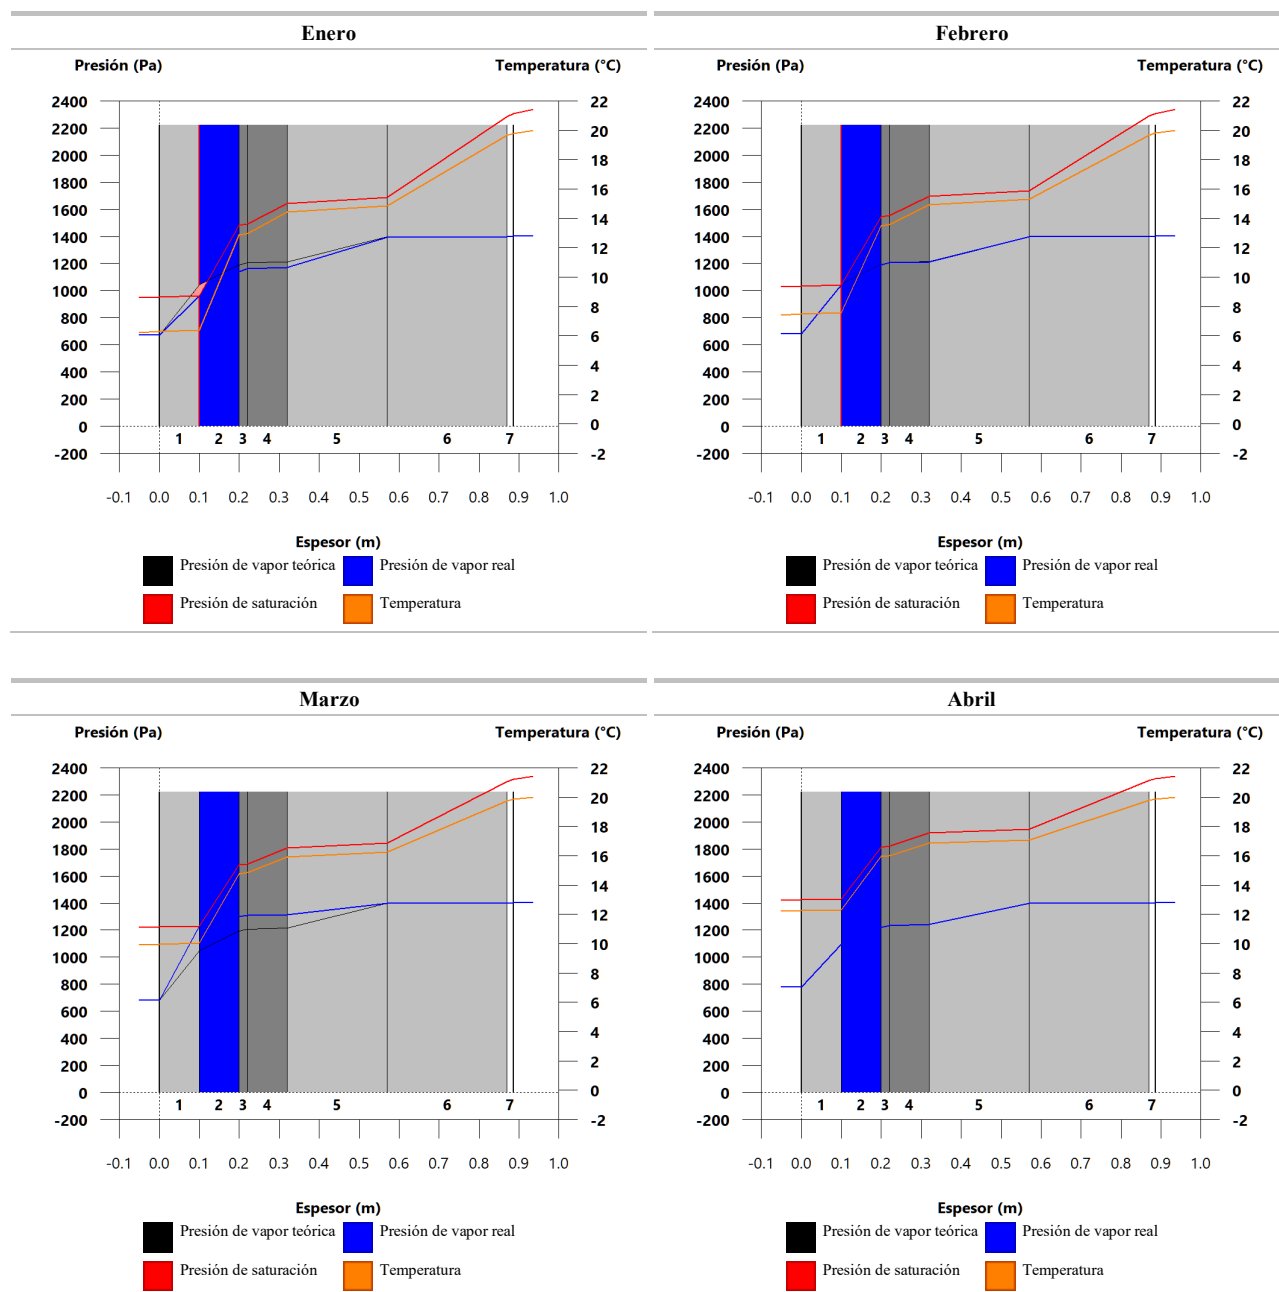 Enero
Presión (Pa) Temperatura (°C)
2400 22
2200 20
2000 18
1800 16
1600 14
1400 12
1200 10
1000 8
800 6
600 4
400 2
200 0
0 -2
-200
1 2 3 4 5 6 7
-0.1 0.0 0.1 0.2 0.3 0.4 0.5 0.6 0.7 0.8 0.9 1.0
Espesor (m)
Presión de vapor teórica Presión de vapor real
Presión de saturación Temperatura
Febrero
Presión (Pa) Temperatura (°C)
2400 22
2200 20
2000 18
1800 16
1600 14
1400 12
1200 10
1000 8
800 6
600 4
400 2
200 0
0 -2
-200
1 2 3 4 5 6 7
-0.1 0.0 0.1 0.2 0.3 0.4 0.5 0.6 0.7 0.8 0.9 1.0
Espesor (m)
Presión de vapor teórica Presión de vapor real
Presión de saturación Temperatura
Marzo
Presión (Pa) Temperatura (°C)
2400 22
2200 20
2000 18
1800 16
1600 14
1400 12
1200 10
1000 8
800 6
600 4
400 2
200 0
0 -2
-200
1 2 3 4 5 6 7
-0.1 0.0 0.1 0.2 0.3 0.4 0.5 0.6 0.7 0.8 0.9 1.0
Espesor (m)
Presión de vapor teórica Presión de vapor real
Presión de saturación Temperatura
Abril
Presión (Pa) Temperatura (°C)
2400 22
2200 20
2000 18
1800 16
1600 14
1400 12
1200 10
1000 8
800 6
600 4
400 2
200 0
0 -2
-200
1 2 3 4 5 6 7
-0.1 0.0 0.1 0.2 0.3 0.4 0.5 0.6 0.7 0.8 0.9 1.0
Espesor (m)
Presión de vapor teórica Presión de vapor real
Presión de saturación Temperatura